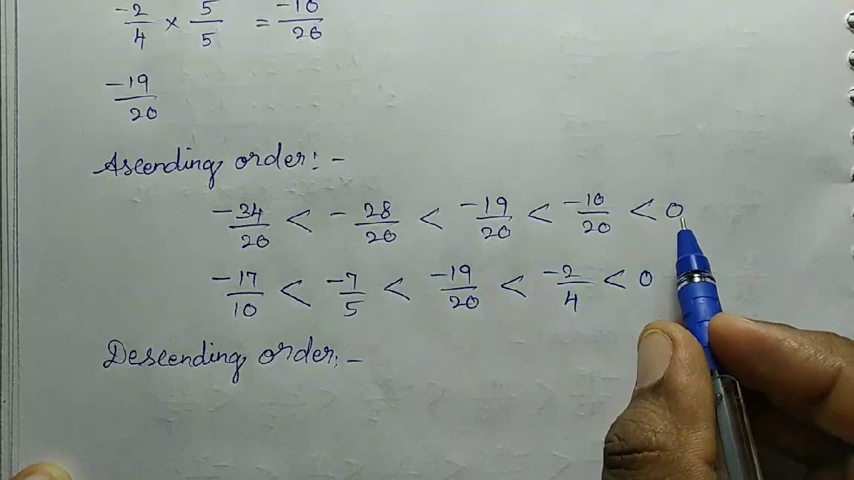 -2/4 × 5/5 = -10/20
-19/20
Ascending order:-
-34/20 < -28/20 < -19/20 < -10/20 < 0
-17/10 < -7/5 < -19/20 < -2/4 < 0
Descending order:-